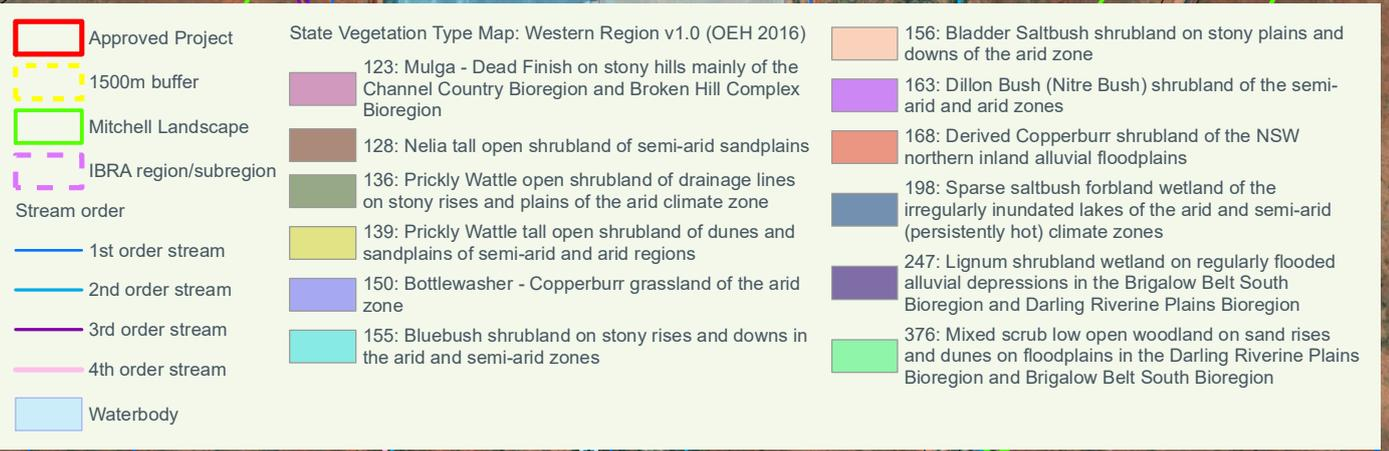 Approved Project
1500m buffer
Mitchell Landscape
IBRA region/subregion
Stream order
1st order stream
2nd order stream
3rd order stream
4th order stream
Waterbody
State Vegetation Type Map: Western Region v1.0 (OEH 2016)
123: Mulga - Dead Finish on stony hills mainly of the
Channel Country Bioregion and Broken Hill Complex
Bioregion
128: Nelia tall open shrubland of semi-arid sandplains
136: Prickly Wattle open shrubland of drainage lines
on stony rises and plains of the arid climate zone
139: Prickly Wattle tall open shrubland of dunes and
sandplains of semi-arid and arid regions
150: Bottlewasher - Copperburr grassland of the arid
zone
155: Bluebush shrubland on stony rises and downs in
the arid and semi-arid zones
156: Bladder Saltbush shrubland on stony plains and
downs of the arid zone
163: Dillon Bush (Nitre Bush) shrubland of the semi-
arid and arid zones
168: Derived Copperburr shrubland of the NSW
northern inland alluvial floodplains
198: Sparse saltbush forbland wetland of the
irregularly inundated lakes of the arid and semi-arid
(persistently hot) climate zones
247: Lignum shrubland wetland on regularly flooded
alluvial depressions in the Brigalow Belt South
Bioregion and Darling Riverine Plains Bioregion
376: Mixed scrub low open woodland on sand rises
and dunes on floodplains in the Darling Riverine Plains
Bioregion and Brigalow Belt South Bioregion